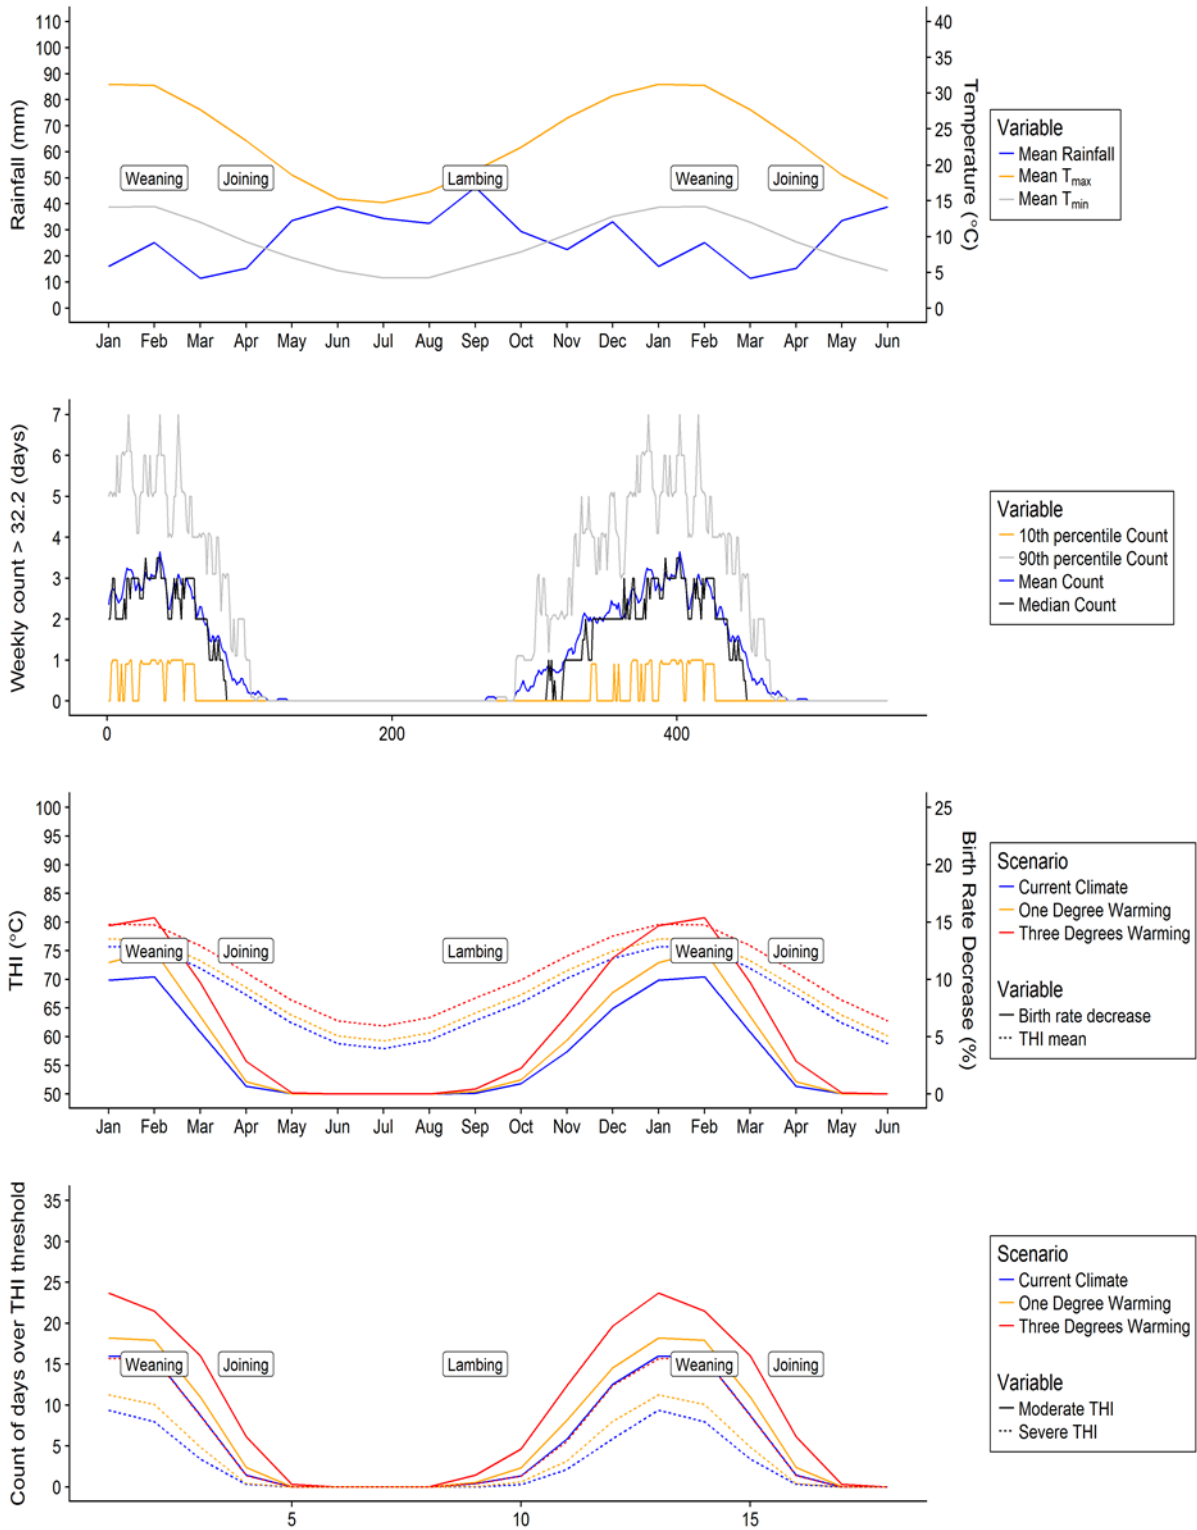 Rainfall (mm)
110
100
90
80
70
60
50
40
30
20
10
0
Weaning
Joining
Lambing
Weaning
Joining
40
35
30
25
20
15
10
5
0
Temperature (°C)
Jan Feb Mar Apr May Jun Jul Aug Sep Oct Nov Dec Jan Feb Mar Apr May Jun
Variable
Mean Rainfall
Mean Tmax
Mean Tmin
Weekly count > 32.2 (days)
7
6
5
4
3
2
1
0
0 200 400
Variable
10th percentile Count
90th percentile Count
Mean Count
Median Count
THI (°C)
100
95
90
85
80
75
70
65
60
55
50
Weaning
Joining
Lambing
Weaning
Joining
25
20
15
10
5
0
Birth Rate Decrease (%)
Jan Feb Mar Apr May Jun Jul Aug Sep Oct Nov Dec Jan Feb Mar Apr May Jun
Scenario
Current Climate
One Degree Warming
Three Degrees Warming
Variable
Birth rate decrease
THI mean
Count of days over THI threshold
35
30
25
20
15
10
5
0
Weaning
Joining
Lambing
Weaning
Joining
5 10 15
Scenario
Current Climate
One Degree Warming
Three Degrees Warming
Variable
Moderate THI
Severe THI